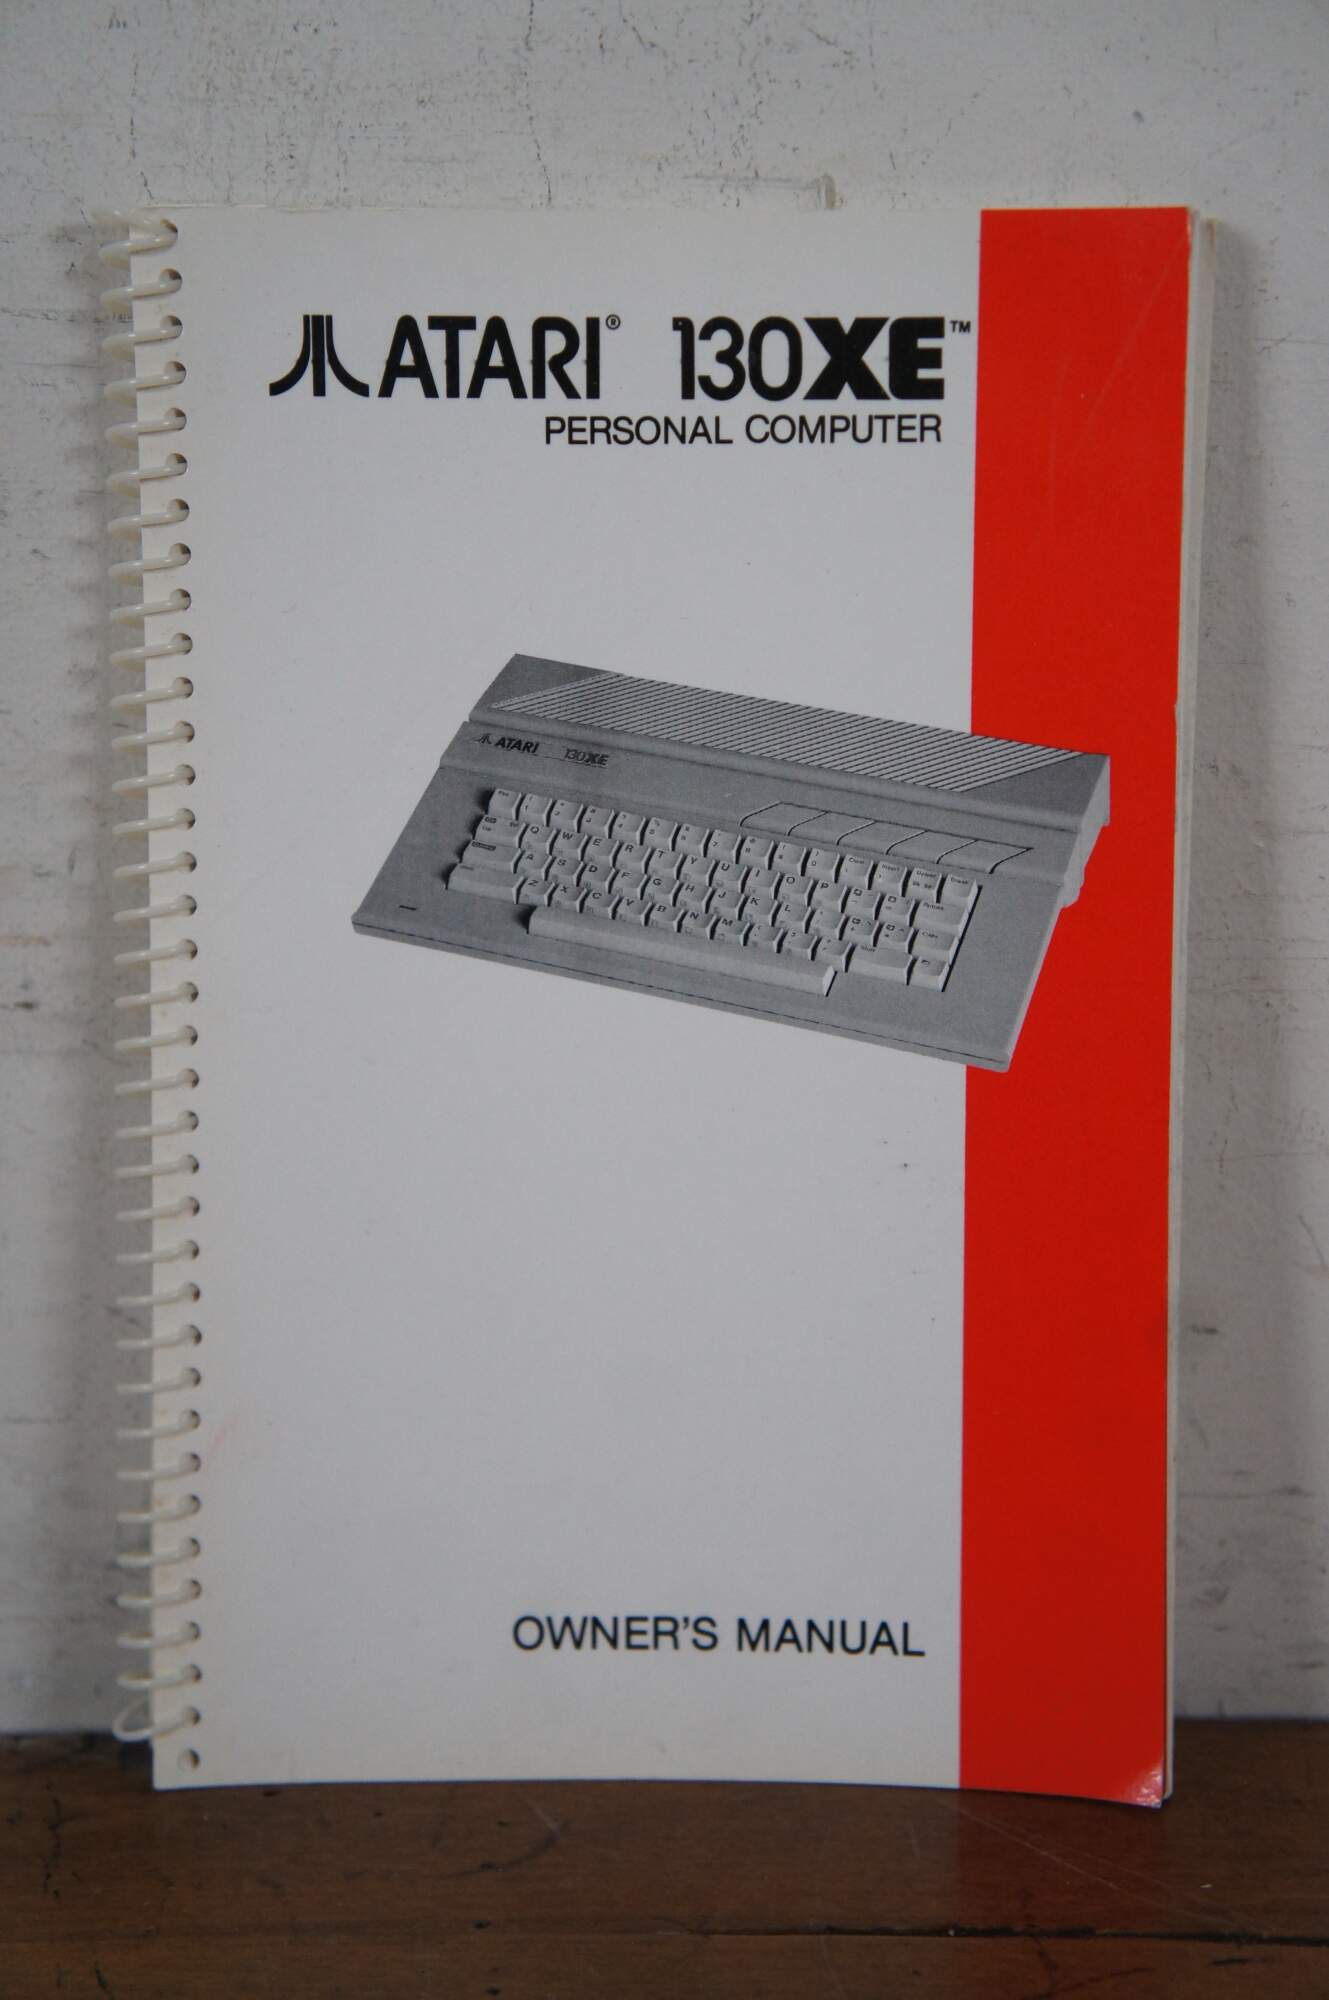 ATARI® 130XE™
PERSONAL COMPUTER
ATARI 130XE
Q W E R T Y U I O P
A S D F G H J K L
Z X C V B N M
OWNER'S MANUAL